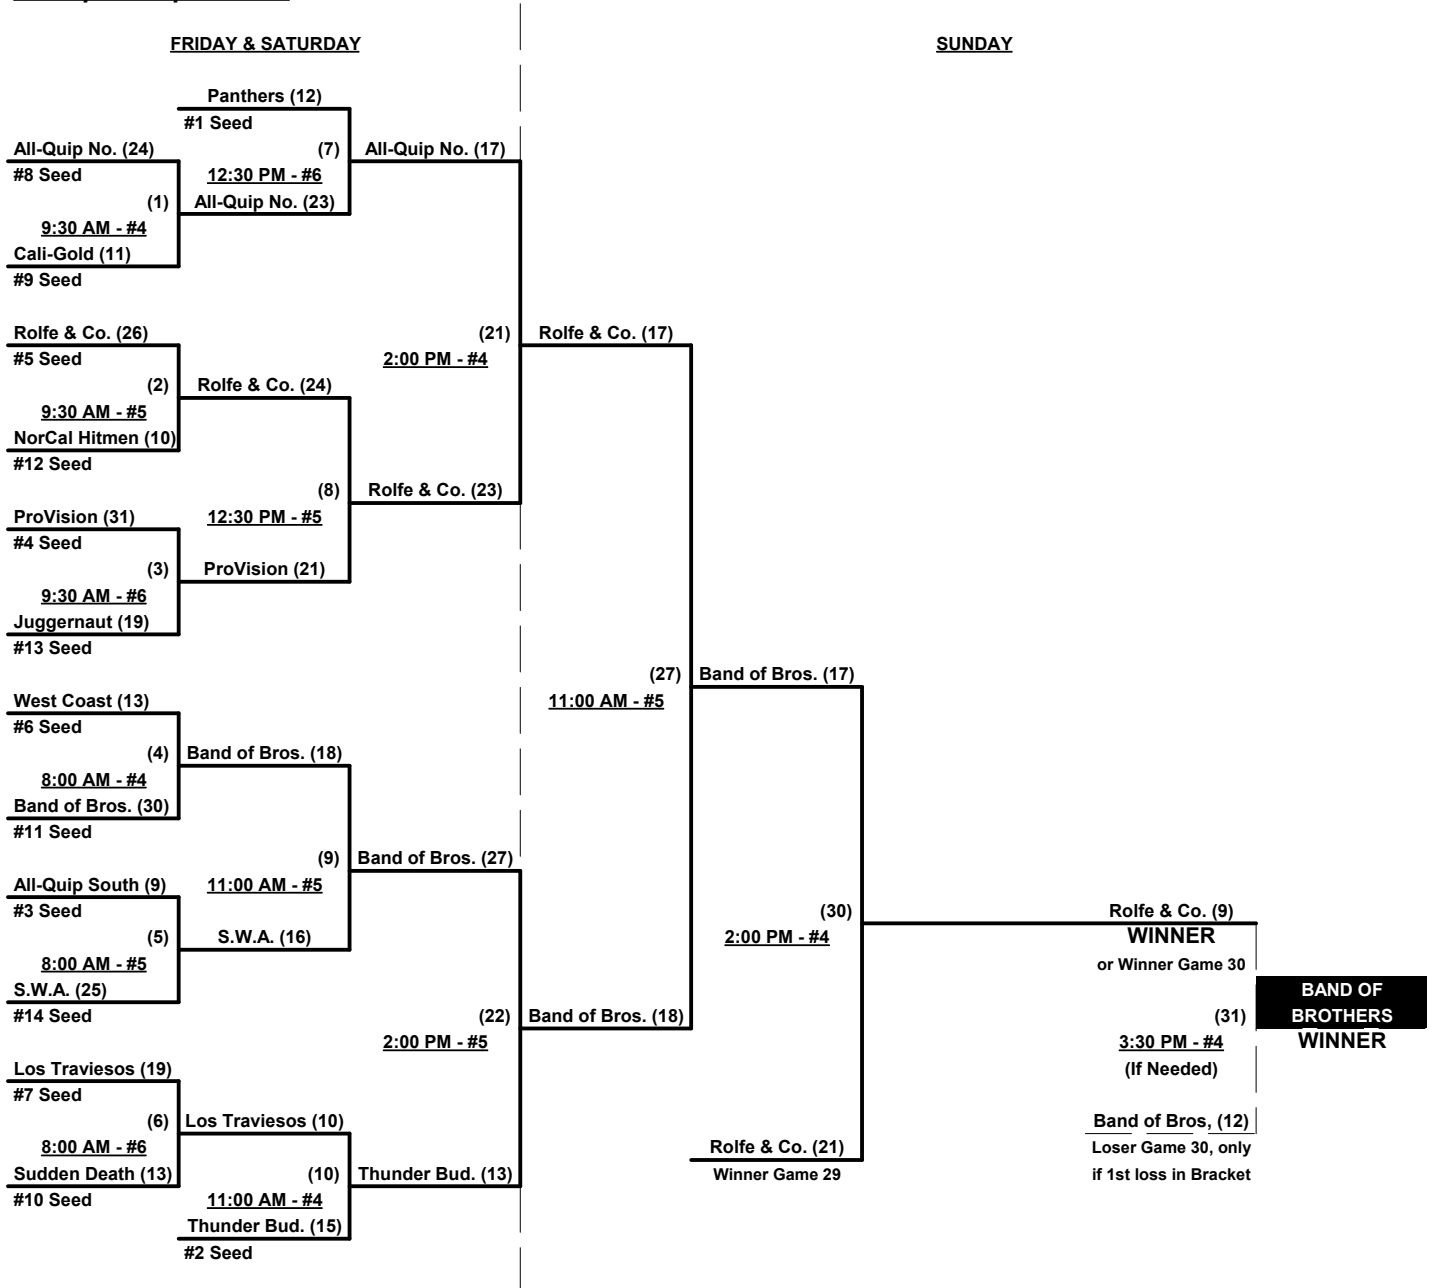 FRIDAY & SATURDAY
SUNDAY
Panthers (12)
#1 Seed
All-Quip No. (24)
(7)
All-Quip No. (17)
#8 Seed
12:30 PM - #6
(1)
All-Quip No. (23)
9:30 AM - #4
Cali-Gold (11)
#9 Seed
Rolfe & Co. (26)
(21)
Rolfe & Co. (17)
#5 Seed
2:00 PM - #4
(2)
Rolfe & Co. (24)
9:30 AM - #5
NorCal Hitmen (10)
#12 Seed
(8)
Rolfe & Co. (23)
ProVision (31)
12:30 PM - #5
#4 Seed
(3)
ProVision (21)
9:30 AM - #6
Juggernaut (19)
#13 Seed
(27)
Band of Bros. (17)
West Coast (13)
11:00 AM - #5
#6 Seed
(4)
Band of Bros. (18)
8:00 AM - #4
Band of Bros. (30)
#11 Seed
(9)
Band of Bros. (27)
All-Quip South (9)
11:00 AM - #5
#3 Seed
(30)
Rolfe & Co. (9)
(5)
S.W.A. (16)
2:00 PM - #4
WINNER
8:00 AM - #5
or Winner Game 30
S.W.A. (25)
BAND OF
#14 Seed
(22)
Band of Bros. (18)
(31)
BROTHERS
2:00 PM - #5
3:30 PM - #4
WINNER
Los Traviesos (19)
(If Needed)
#7 Seed
(6)
Los Traviesos (10)
Band of Bros, (12)
8:00 AM - #6
Rolfe & Co. (21)
Loser Game 30, only
Sudden Death (13)
(10)
Thunder Bud. (13)
Winner Game 29
if 1st loss in Bracket
#10 Seed
11:00 AM - #4
Thunder Bud. (15)
#2 Seed